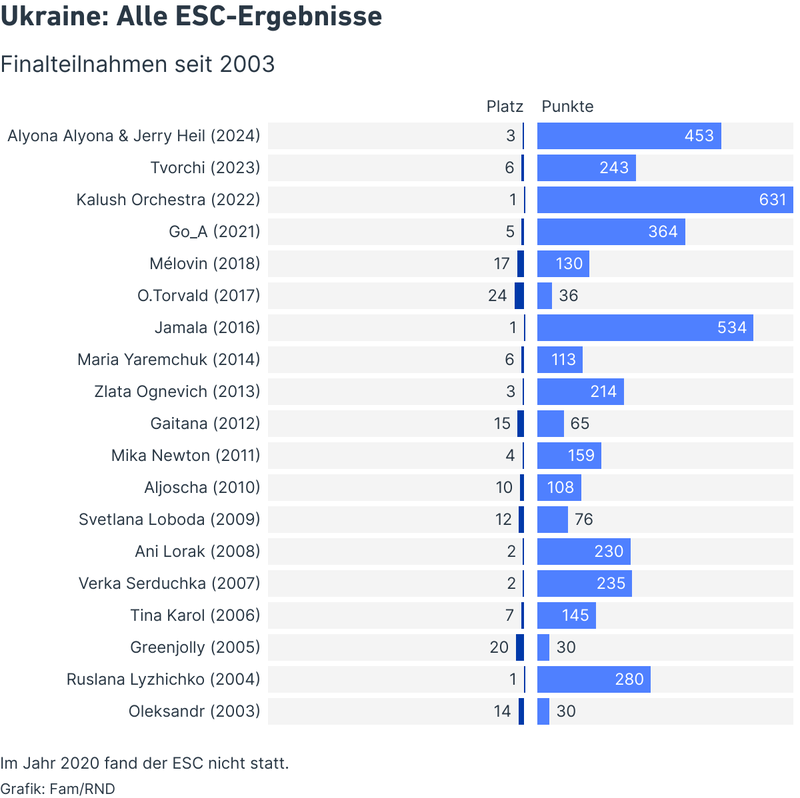 Ukraine: Alle ESC-Ergebnisse
Finalteilnahmen seit 2003
Platz Punkte
Alyona Alyona & Jerry Heil (2024) 3 453
Tvorchi (2023) 6 243
Kalush Orchestra (2022) 1 631
Go_A (2021) 5 364
Mélovin (2018) 17 130
O.Torvald (2017) 24 36
Jamala (2016) 1 534
Maria Yaremchuk (2014) 6 113
Zlata Ognevich (2013) 3 214
Gaitana (2012) 15 65
Mika Newton (2011) 4 159
Aljoscha (2010) 10 108
Svetlana Loboda (2009) 12 76
Ani Lorak (2008) 2 230
Verka Serduchka (2007) 2 235
Tina Karol (2006) 7 145
Greenjolly (2005) 20 30
Ruslana Lyzhichko (2004) 1 280
Oleksandr (2003) 14 30
Im Jahr 2020 fand der ESC nicht statt.
Grafik: Fam/RND